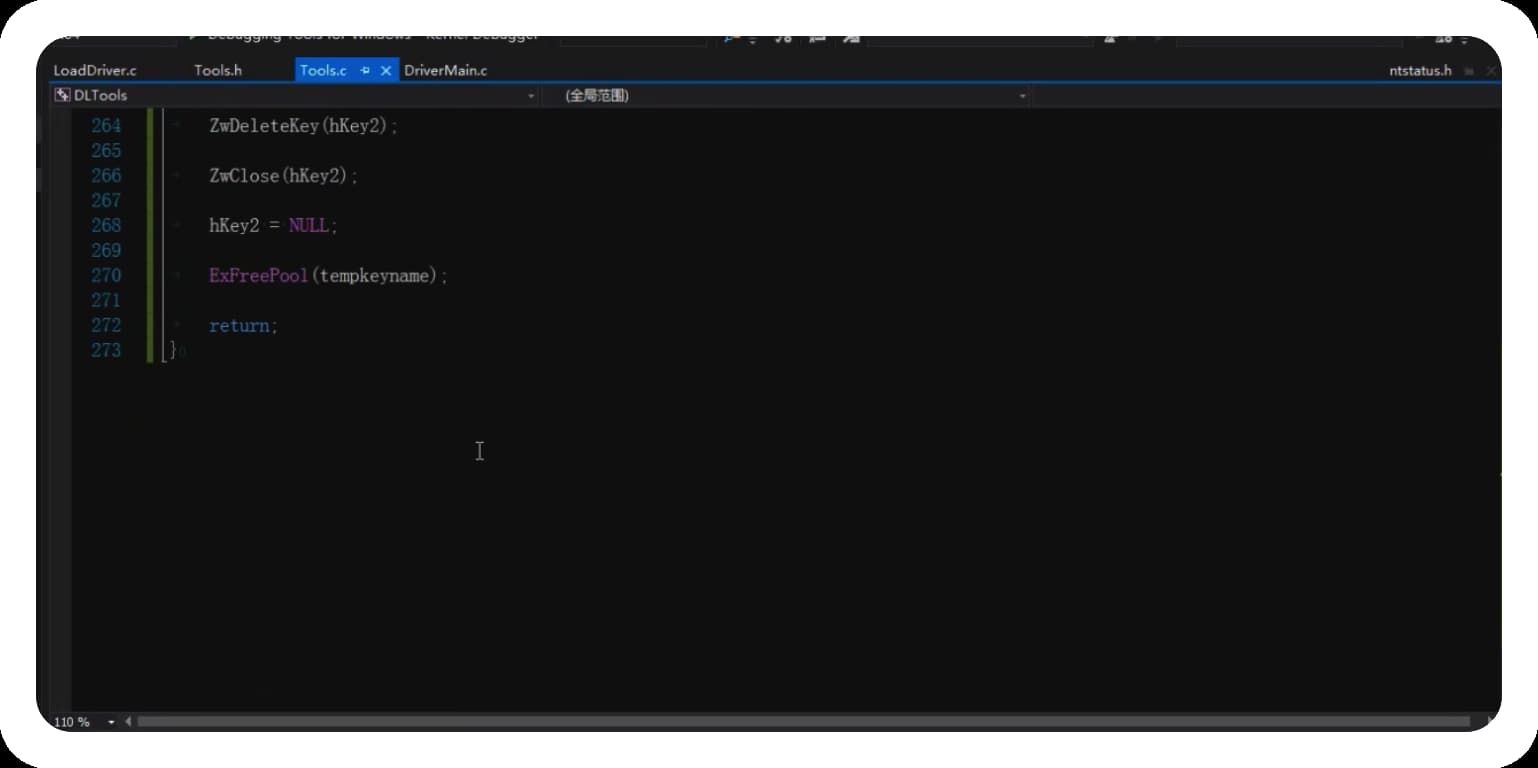 Debugging Tools for Windows - Kernel Debugger
LoadDriver.c Tools.h Tools.c DriverMain.c ntstatus.h
DLTools (全局范围)
264 ZwDeleteKey(hKey2);
265
266 ZwClose(hKey2);
267
268 hKey2 = NULL;
269
270 ExFreePool(tempkeyname);
271
272 return;
273 }
110 %